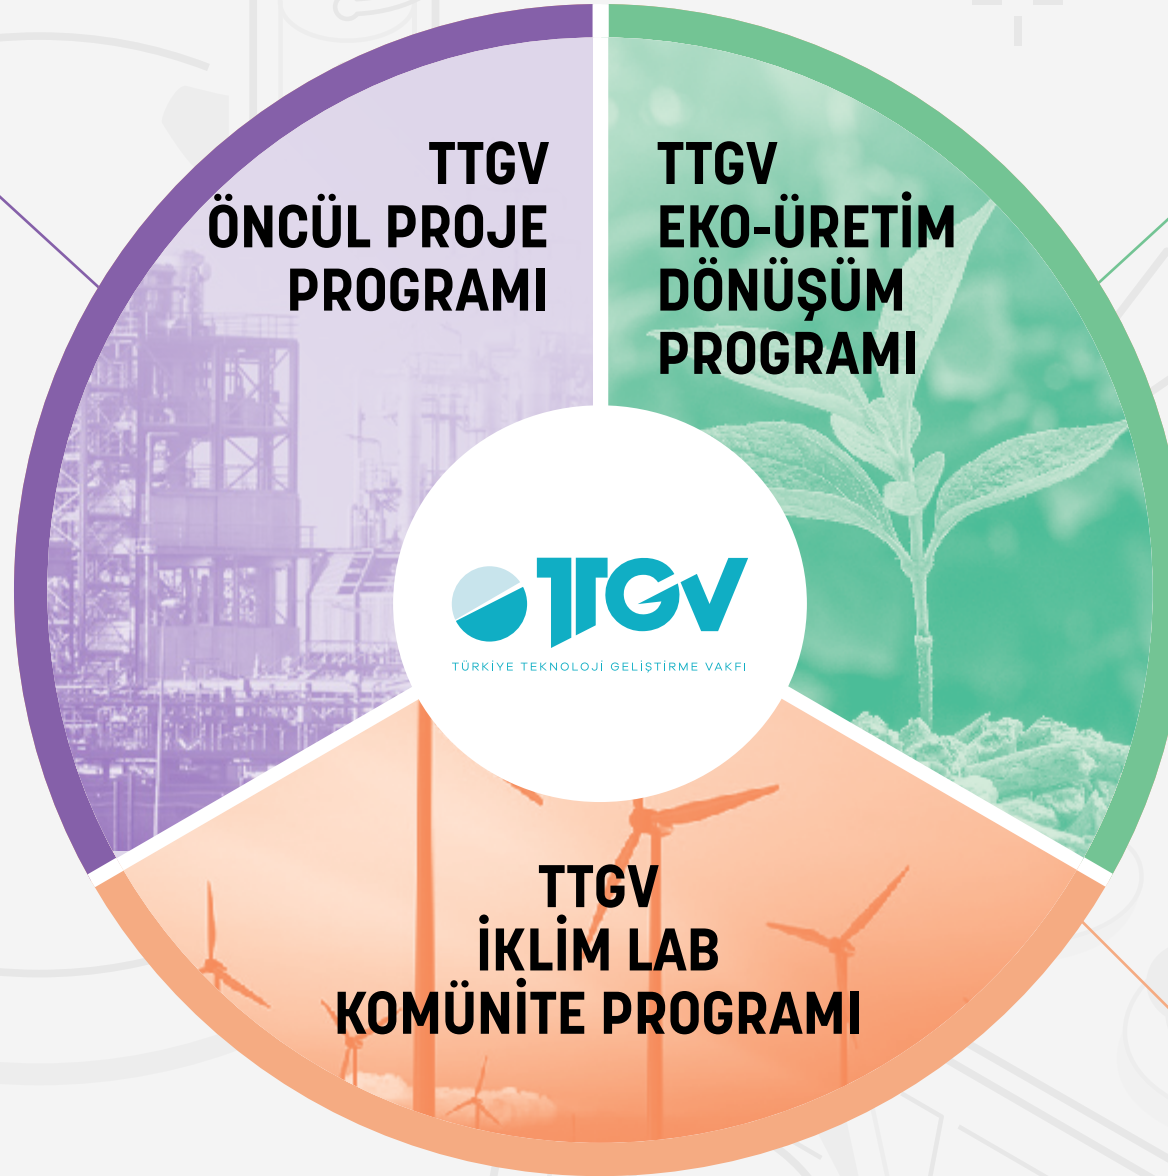 TTGV
ÖNCÜL PROJE
PROGRAMI
TTGV
EKO-ÜRETİM
DÖNÜŞÜM
PROGRAMI
TTGV
TÜRKİYE TEKNOLOJİ GELİŞTİRME VAKFI
TTGV
İKLİM LAB
KOMÜNİTE PROGRAMI